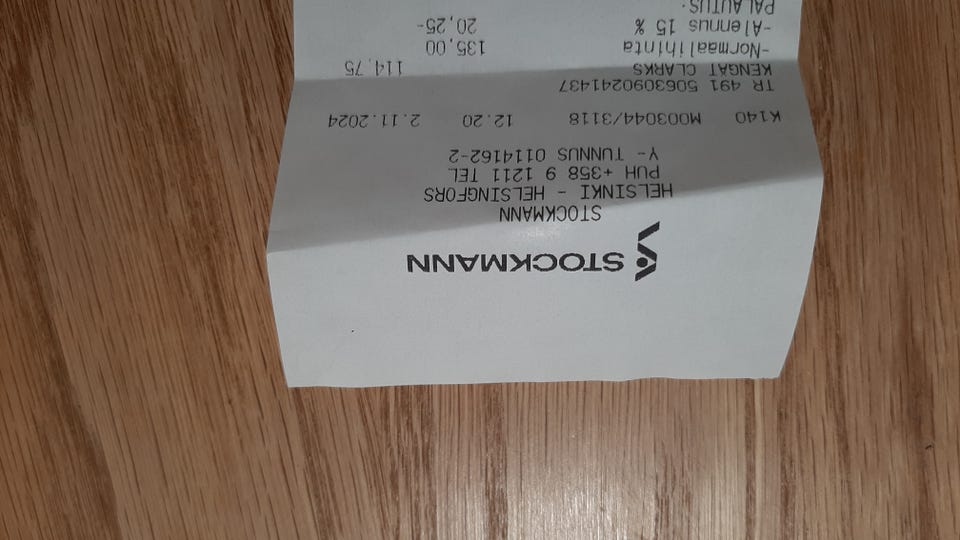 STOCKMANN
STOCKMANN
HELSINKI - HELSINGFORS
PUH +358 9 1211 TEL
Y- TUNNUS 0114162-2
K140 M003044/3118 12.20 2.11.2024
TR 491 5063090241437
KENGAT CLARKS 114,75
-Normaalihinta 135,00
-Alennus 15 % 20,25-
PALAUTUS: